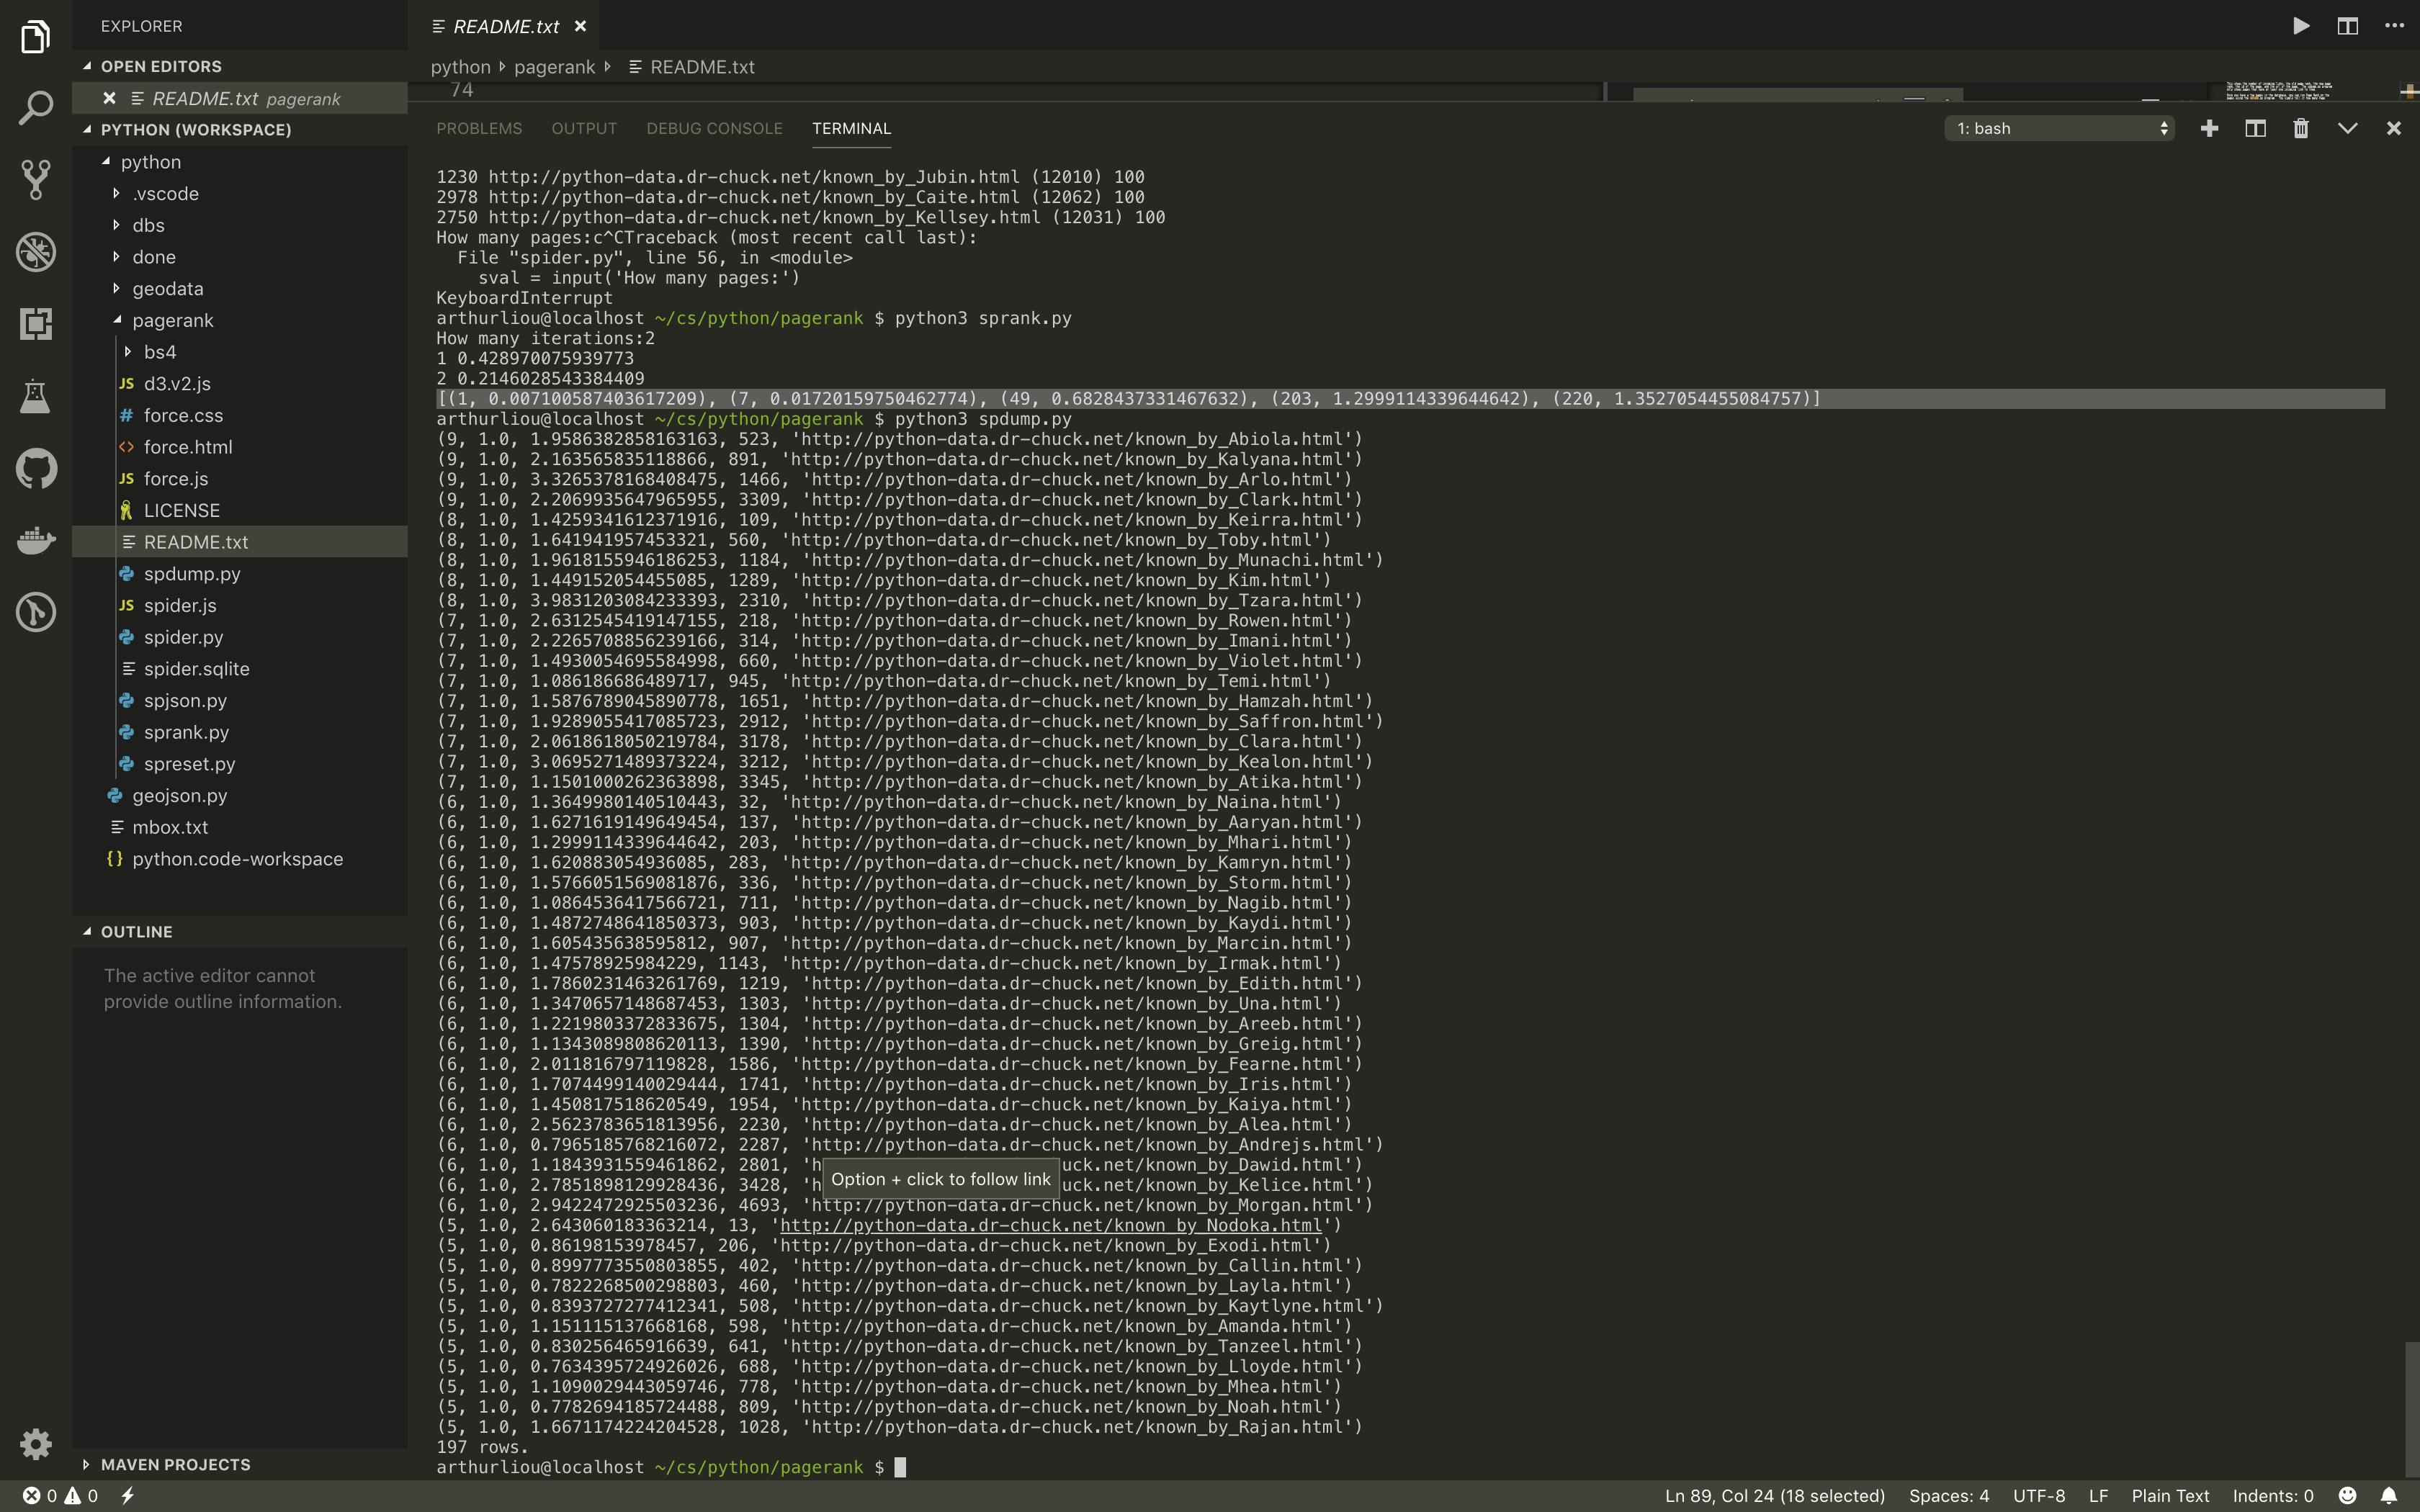 EXPLORER
OPEN EDITORS
README.txt pagerank
PYTHON (WORKSPACE)
python
.vscode
dbs
done
geodata
pagerank
bs4
JS d3.v2.js
# force.css
<> force.html
JS force.js
LICENSE
README.txt
spdump.py
JS spider.js
spider.py
spider.sqlite
spjson.py
sprank.py
spreset.py
geojson.py
mbox.txt
{} python.code-workspace
OUTLINE
The active editor cannot
provide outline information.
MAVEN PROJECTS
README.txt
python pagerank README.txt
74
PROBLEMS OUTPUT DEBUG CONSOLE TERMINAL
1: bash
1230 http://python-data.dr-chuck.net/known_by_Jubin.html (12010) 100
2978 http://python-data.dr-chuck.net/known_by_Caite.html (12062) 100
2750 http://python-data.dr-chuck.net/known_by_Kellsey.html (12031) 100
How many pages:c^CTraceback (most recent call last):
File "spider.py", line 56, in <module>
sval = input('How many pages:')
KeyboardInterrupt
arthurliou@localhost ~/cs/python/pagerank $ python3 sprank.py
How many iterations:2
1 0.428970075939773
2 0.2146028543384409
[(1, 0.007100587403617209), (7, 0.01720159750462774), (49, 0.6828437331467632), (203, 1.2999114339644642), (220, 1.3527054455084757)]
arthurliou@localhost ~/cs/python/pagerank $ python3 spdump.py
(9, 1.0, 1.9586382858163163, 523, 'http://python-data.dr-chuck.net/known_by_Abiola.html')
(9, 1.0, 2.163565835118866, 891, 'http://python-data.dr-chuck.net/known_by_Kalyana.html')
(9, 1.0, 3.3265378168408475, 1466, 'http://python-data.dr-chuck.net/known_by_Arlo.html')
(9, 1.0, 2.2069935647965955, 3309, 'http://python-data.dr-chuck.net/known_by_Clark.html')
(8, 1.0, 1.4259341612371916, 109, 'http://python-data.dr-chuck.net/known_by_Keirra.html')
(8, 1.0, 1.641941957453321, 560, 'http://python-data.dr-chuck.net/known_by_Toby.html')
(8, 1.0, 1.9618155946186253, 1184, 'http://python-data.dr-chuck.net/known_by_Munachi.html')
(8, 1.0, 1.449152054455085, 1289, 'http://python-data.dr-chuck.net/known_by_Kim.html')
(8, 1.0, 3.9831203084233393, 2310, 'http://python-data.dr-chuck.net/known_by_Tzara.html')
(7, 1.0, 2.6312545419147155, 218, 'http://python-data.dr-chuck.net/known_by_Rowen.html')
(7, 1.0, 2.2265708856239166, 314, 'http://python-data.dr-chuck.net/known_by_Imani.html')
(7, 1.0, 1.4930054695584998, 660, 'http://python-data.dr-chuck.net/known_by_Violet.html')
(7, 1.0, 1.086186686489717, 945, 'http://python-data.dr-chuck.net/known_by_Temi.html')
(7, 1.0, 1.5876789045890778, 1651, 'http://python-data.dr-chuck.net/known_by_Hamzah.html')
(7, 1.0, 1.9289055417085723, 2912, 'http://python-data.dr-chuck.net/known_by_Saffron.html')
(7, 1.0, 2.0618618050219784, 3178, 'http://python-data.dr-chuck.net/known_by_Clara.html')
(7, 1.0, 3.0695271489373224, 3212, 'http://python-data.dr-chuck.net/known_by_Kealon.html')
(7, 1.0, 1.1501000262363898, 3345, 'http://python-data.dr-chuck.net/known_by_Atika.html')
(6, 1.0, 1.3649980140510443, 32, 'http://python-data.dr-chuck.net/known_by_Naina.html')
(6, 1.0, 1.6271619149649454, 137, 'http://python-data.dr-chuck.net/known_by_Aaryan.html')
(6, 1.0, 1.2999114339644642, 203, 'http://python-data.dr-chuck.net/known_by_Mhari.html')
(6, 1.0, 1.620883054936085, 283, 'http://python-data.dr-chuck.net/known_by_Kamryn.html')
(6, 1.0, 1.5766051569081876, 336, 'http://python-data.dr-chuck.net/known_by_Storm.html')
(6, 1.0, 1.0864536417566721, 711, 'http://python-data.dr-chuck.net/known_by_Nagib.html')
(6, 1.0, 1.4872748641850373, 903, 'http://python-data.dr-chuck.net/known_by_Kaydi.html')
(6, 1.0, 1.605435638595812, 907, 'http://python-data.dr-chuck.net/known_by_Marcin.html')
(6, 1.0, 1.47578925984229, 1143, 'http://python-data.dr-chuck.net/known_by_Irmak.html')
(6, 1.0, 1.7860231463261769, 1219, 'http://python-data.dr-chuck.net/known_by_Edith.html')
(6, 1.0, 1.3470657148687453, 1303, 'http://python-data.dr-chuck.net/known_by_Una.html')
(6, 1.0, 1.2219803372833675, 1304, 'http://python-data.dr-chuck.net/known_by_Areeb.html')
(6, 1.0, 1.1343089808620113, 1390, 'http://python-data.dr-chuck.net/known_by_Greig.html')
(6, 1.0, 2.011816797119828, 1586, 'http://python-data.dr-chuck.net/known_by_Fearne.html')
(6, 1.0, 1.7074499140029444, 1741, 'http://python-data.dr-chuck.net/known_by_Iris.html')
(6, 1.0, 1.450817518620549, 1954, 'http://python-data.dr-chuck.net/known_by_Kaiya.html')
(6, 1.0, 2.5623783651813956, 2230, 'http://python-data.dr-chuck.net/known_by_Alea.html')
(6, 1.0, 0.7965185768216072, 2287, 'http://python-data.dr-chuck.net/known_by_Andrejs.html')
(6, 1.0, 1.1843931559461862, 2801, 'h uck.net/known_by_Dawid.html')
Option + click to follow link
(6, 1.0, 2.7851898129928436, 3428, 'h uck.net/known_by_Kelice.html')
(6, 1.0, 2.9422472925503236, 4693, 'http://python-data.dr-chuck.net/known_by_Morgan.html')
(5, 1.0, 2.643060183363214, 13, 'http://python-data.dr-chuck.net/known_by_Nodoka.html')
(5, 1.0, 0.86198153978457, 206, 'http://python-data.dr-chuck.net/known_by_Exodi.html')
(5, 1.0, 0.8997773550803855, 402, 'http://python-data.dr-chuck.net/known_by_Callin.html')
(5, 1.0, 0.7822268500298803, 460, 'http://python-data.dr-chuck.net/known_by_Layla.html')
(5, 1.0, 0.8393727277412341, 508, 'http://python-data.dr-chuck.net/known_by_Kaytlyne.html')
(5, 1.0, 1.151115137668168, 598, 'http://python-data.dr-chuck.net/known_by_Amanda.html')
(5, 1.0, 0.830256465916639, 641, 'http://python-data.dr-chuck.net/known_by_Tanzeel.html')
(5, 1.0, 0.7634395724926026, 688, 'http://python-data.dr-chuck.net/known_by_Lloyde.html')
(5, 1.0, 1.1090029443059746, 778, 'http://python-data.dr-chuck.net/known_by_Mhea.html')
(5, 1.0, 0.7782694185724488, 809, 'http://python-data.dr-chuck.net/known_by_Noah.html')
(5, 1.0, 1.6671174224204528, 1028, 'http://python-data.dr-chuck.net/known_by_Rajan.html')
197 rows.
arthurliou@localhost ~/cs/python/pagerank $
0 0 Ln 89, Col 24 (18 selected) Spaces: 4 UTF-8 LF Plain Text Indents: 0